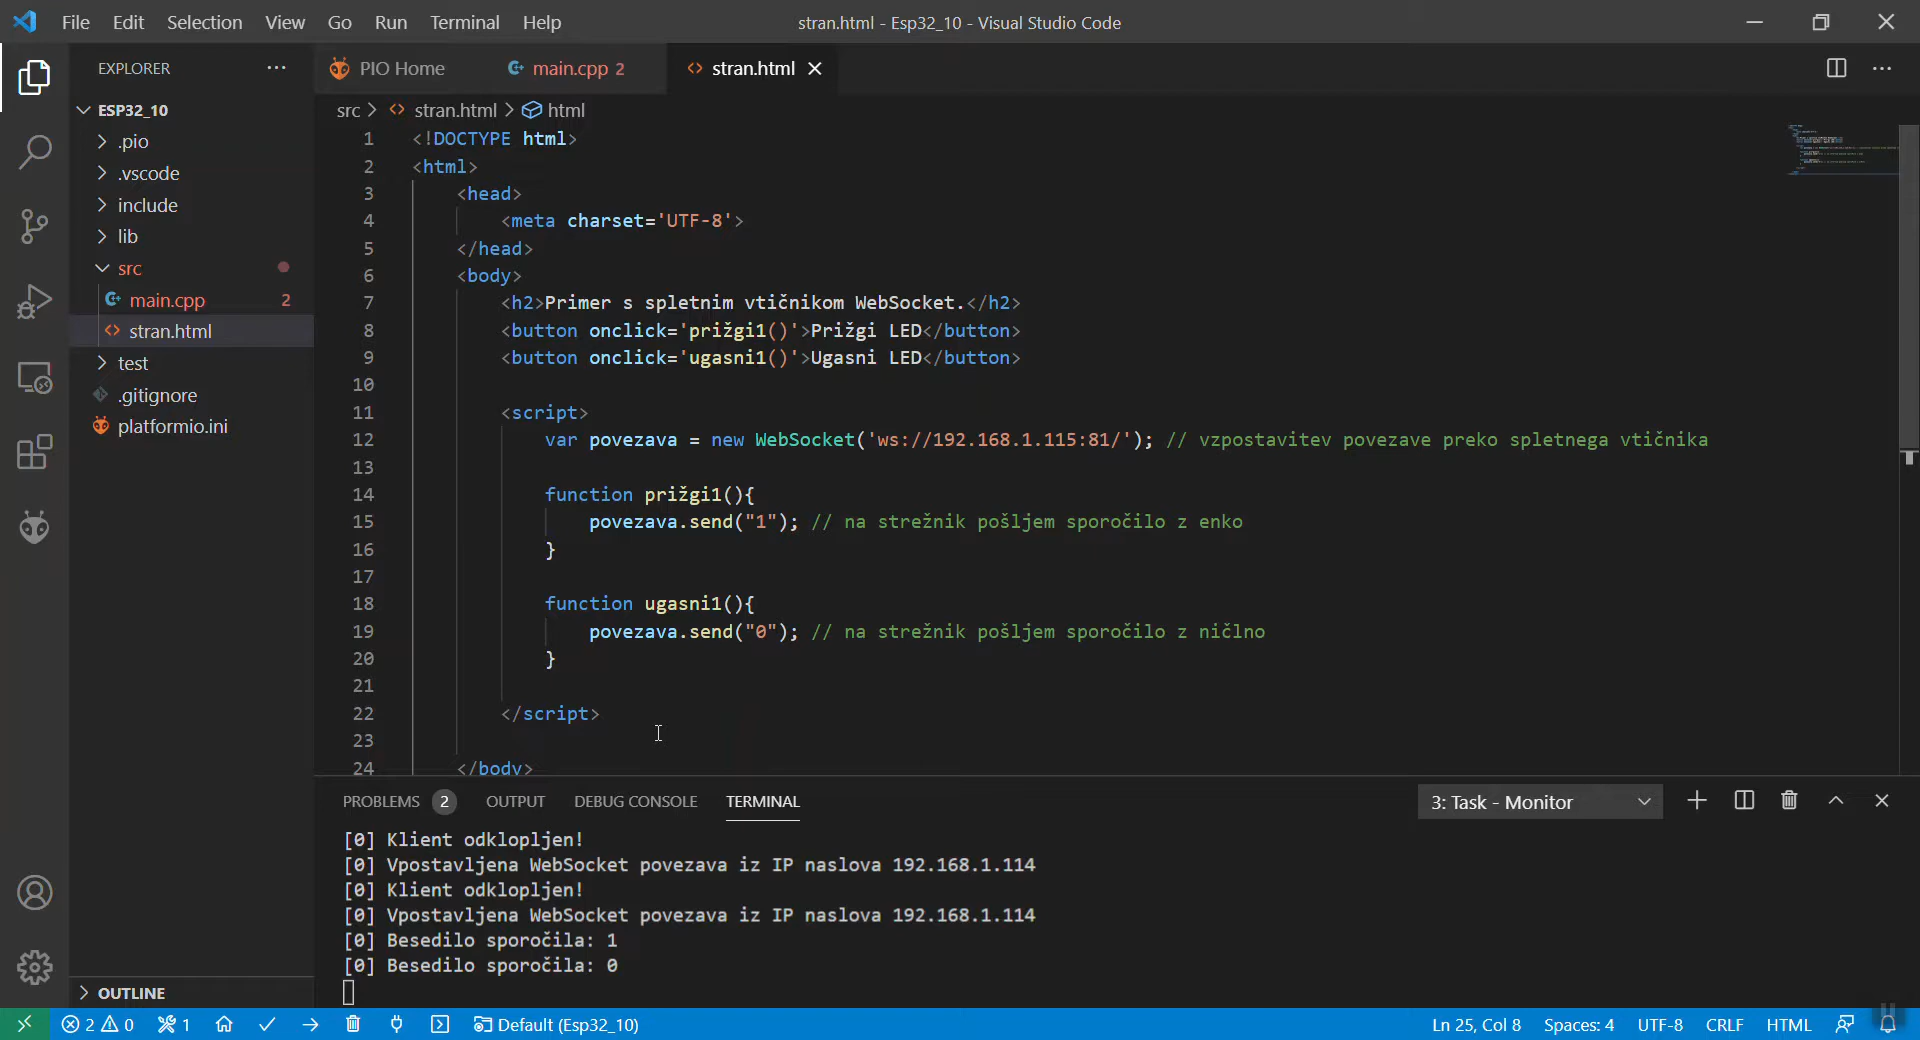 File Edit Selection View Go Run Terminal Help
stran.html - Esp32_10 - Visual Studio Code
EXPLORER
PIO Home
main.cpp 2
stran.html
ESP32_10
.pio
.vscode
include
lib
src
main.cpp 2
stran.html
test
.gitignore
platformio.ini
OUTLINE
src > stran.html > html
1 <!DOCTYPE html>
2 <html>
3 <head>
4 <meta charset='UTF-8'>
5 </head>
6 <body>
7 <h2>Primer s spletnim vtičnikom WebSocket.</h2>
8 <button onclick='prižgi1()'>Prižgi LED</button>
9 <button onclick='ugasni1()'>Ugasni LED</button>
10
11 <script>
12 var povezava = new WebSocket('ws://192.168.1.115:81/'); // vzpostavitev povezave preko spletnega vtičnika
13
14 function prižgi1(){
15 povezava.send("1"); // na strežnik pošljem sporočilo z enko
16 }
17
18 function ugasni1(){
19 povezava.send("0"); // na strežnik pošljem sporočilo z ničlno
20 }
21
22 </script>
23
24 </body>
PROBLEMS 2 OUTPUT DEBUG CONSOLE TERMINAL
3: Task - Monitor
[0] Klient odklopljen!
[0] Vpostavljena WebSocket povezava iz IP naslova 192.168.1.114
[0] Klient odklopljen!
[0] Vpostavljena WebSocket povezava iz IP naslova 192.168.1.114
[0] Besedilo sporočila: 1
[0] Besedilo sporočila: 0
2 0 1 Default (Esp32_10)
Ln 25, Col 8 Spaces: 4 UTF-8 CRLF HTML